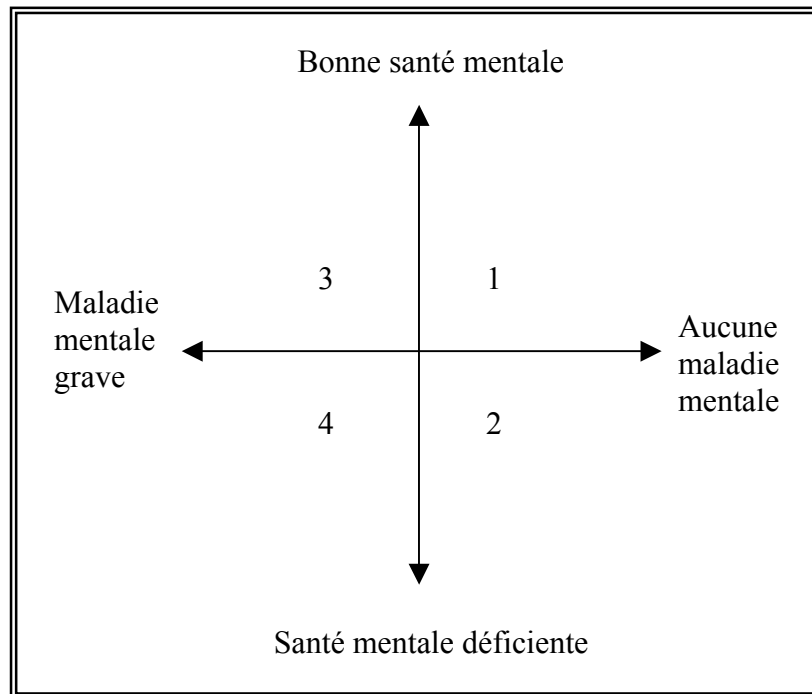 Bonne santé mentale
3
1
Maladie
mentale
grave
Aucune
maladie
mentale
4
2
Santé mentale déficiente